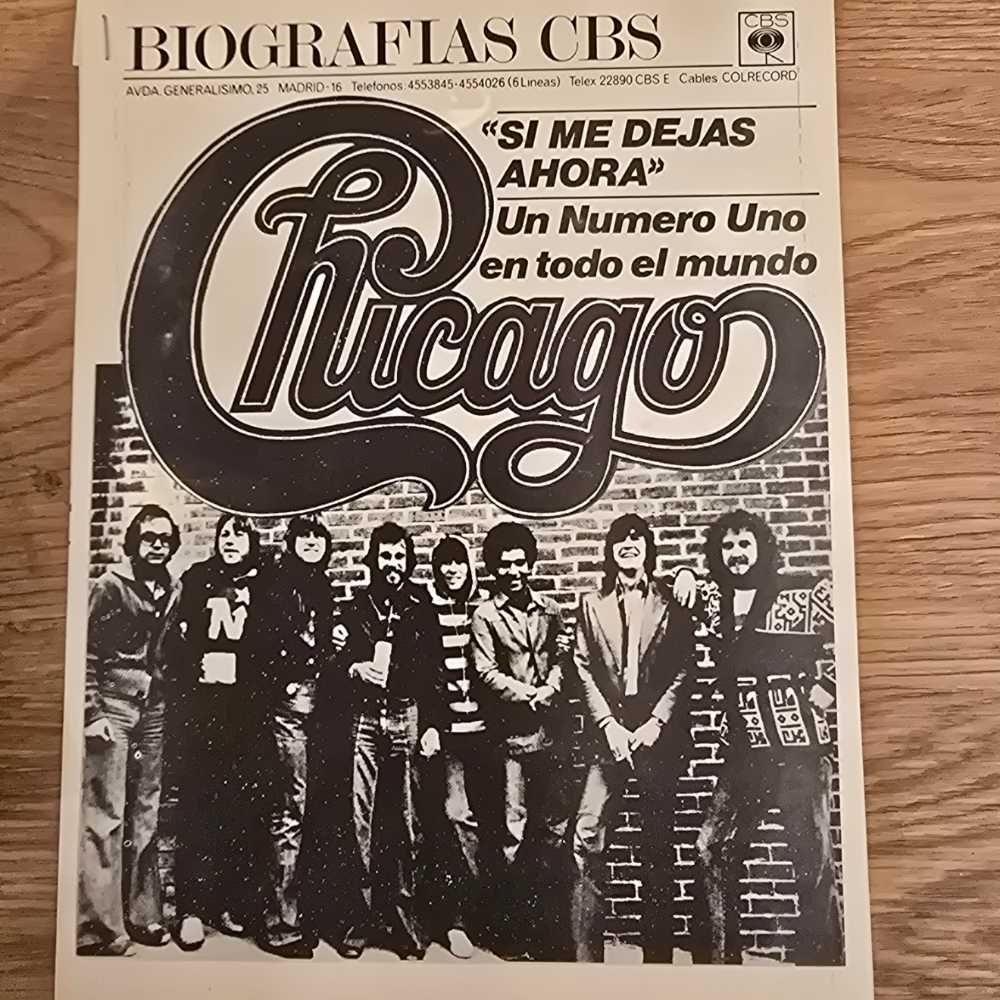 BIOGRAFIAS CBS
CBS
AVDA. GENERALISIMO, 25 MADRID-16 Telefonos: 4553845-4554026 (6 Lineas) Telex 22890 CBS E Cables COLRECORD
«SI ME DEJAS
AHORA»
Un Numero Uno
en todo el mundo
Chicago
N